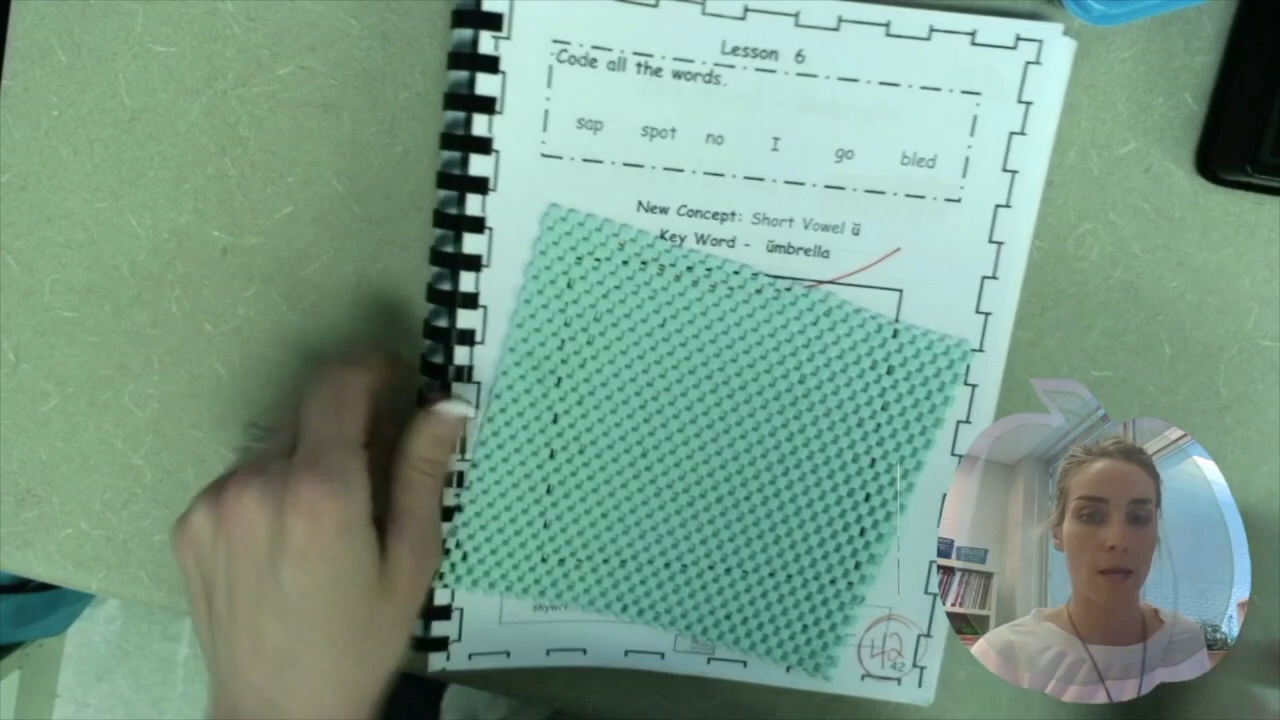 Lesson 6
Code all the words.
sap spot no I go bled
New Concept: Short Vowel ŭ
Key Word - ŭmbrella
42
42